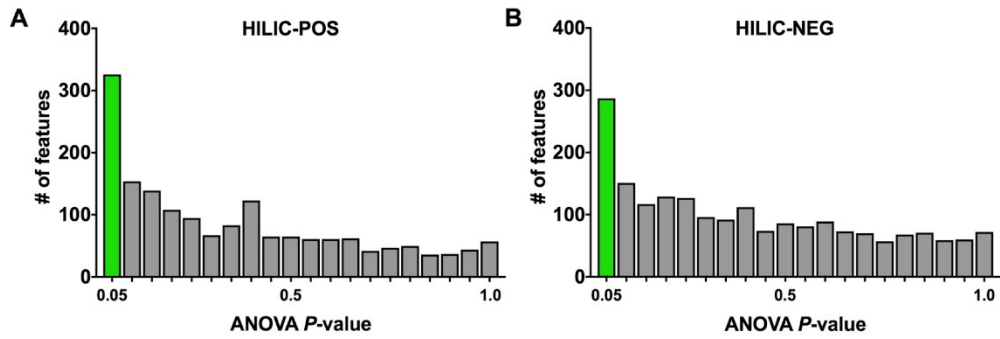 A
HILIC-POS
# of features
400
300
200
100
0
0.05
0.5
1.0
ANOVA P-value
B
HILIC-NEG
# of features
400
300
200
100
0
0.05
0.5
1.0
ANOVA P-value